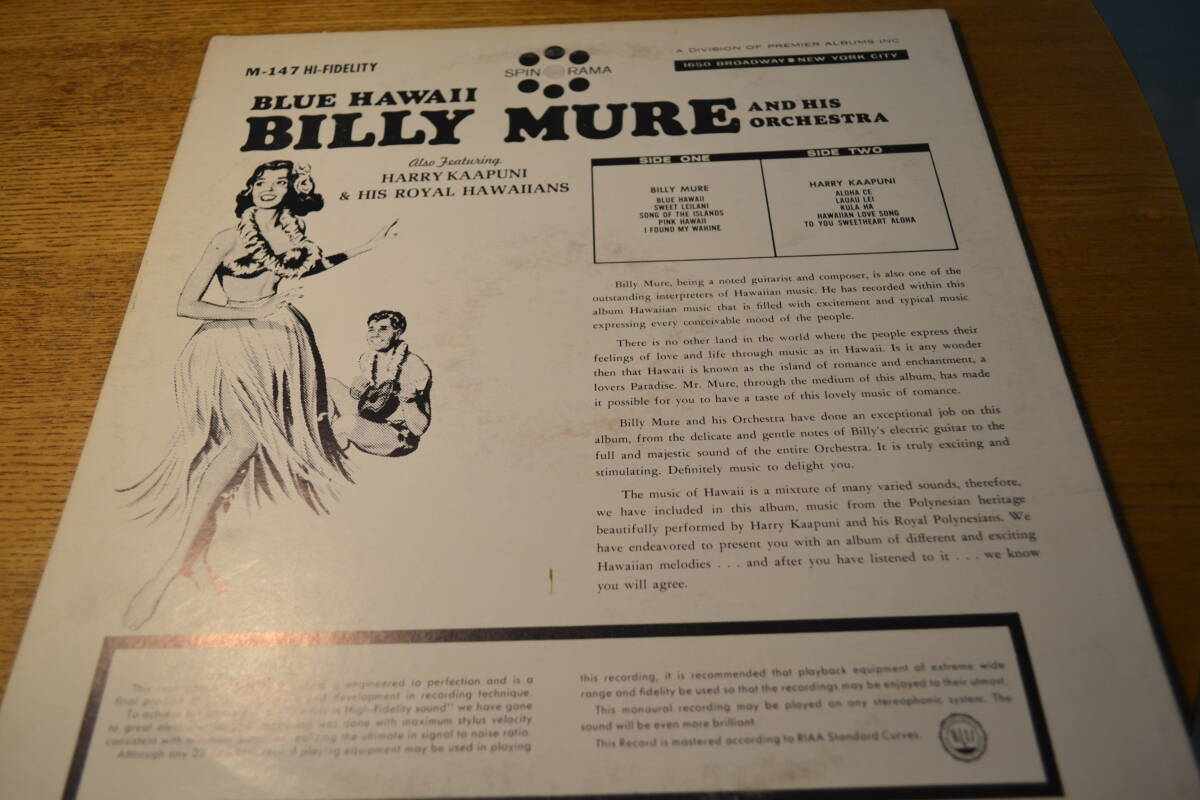 M-147 HI-FIDELITY
SPIN RAMA
A DIVISION OF PREMIER ALBUMS INC
1650 BROADWAY NEW YORK CITY
BLUE HAWAII
BILLY MURE
AND HIS
ORCHESTRA
Also Featuring
HARRY KAAPUNI
& HIS ROYAL HAWAIIANS
SIDE ONE
BILLY MURE
BLUE HAWAII
SWEET LEILANI
SONG OF THE ISLANDS
PINK HAWAII
I FOUND MY WAHINE
SIDE TWO
HARRY KAAPUNI
ALOHA CE
LAUAU LEI
KULA HA
HAWAIIAN LOVE SONG
TO YOU SWEETHEART ALOHA
Billy Mure, being a noted guitarist and composer, is also one of the
outstanding interpreters of Hawaiian music. He has recorded within this
album Hawaiian music that is filled with excitement and typical music
expressing every conceivable mood of the people.
There is no other land in the world where the people express their
feelings of love and life through music as in Hawaii. Is it any wonder
then that Hawaii is known as the island of romance and enchantment, a
lovers Paradise. Mr. Mure, through the medium of this album, has made
it possible for you to have a taste of this lovely music of romance.
Billy Mure and his Orchestra have done an exceptional job on this
album, from the delicate and gentle notes of Billy's electric guitar to the
full and majestic sound of the entire Orchestra. It is truly exciting and
stimulating. Definitely music to delight you.
The music of Hawaii is a mixture of many varied sounds, therefore,
we have included in this album, music from the Polynesian heritage
beautifully performed by Harry Kaapuni and his Royal Polynesians. We
have endeavored to present you with an album of different and exciting
Hawaiian melodies . . . and after you have listened to it . . . we know
you will agree.
This is engineered to perfection and is a
final product of development in recording technique.
To achieve in High-Fidelity sound" we have gone
to great was done with maximum stylus velocity
consistent with the ultimate in signal to noise ratio.
Although any 33 record playing equipment may be used in playing
this recording, it is recommended that playback equipment of extreme wide
range and fidelity be used so that the recordings may be enjoyed to their utmost.
This monaural recording may be played on any stereophonic system. The
sound will be even more brilliant.
This Record is mastered according to RIAA Standard Curves.